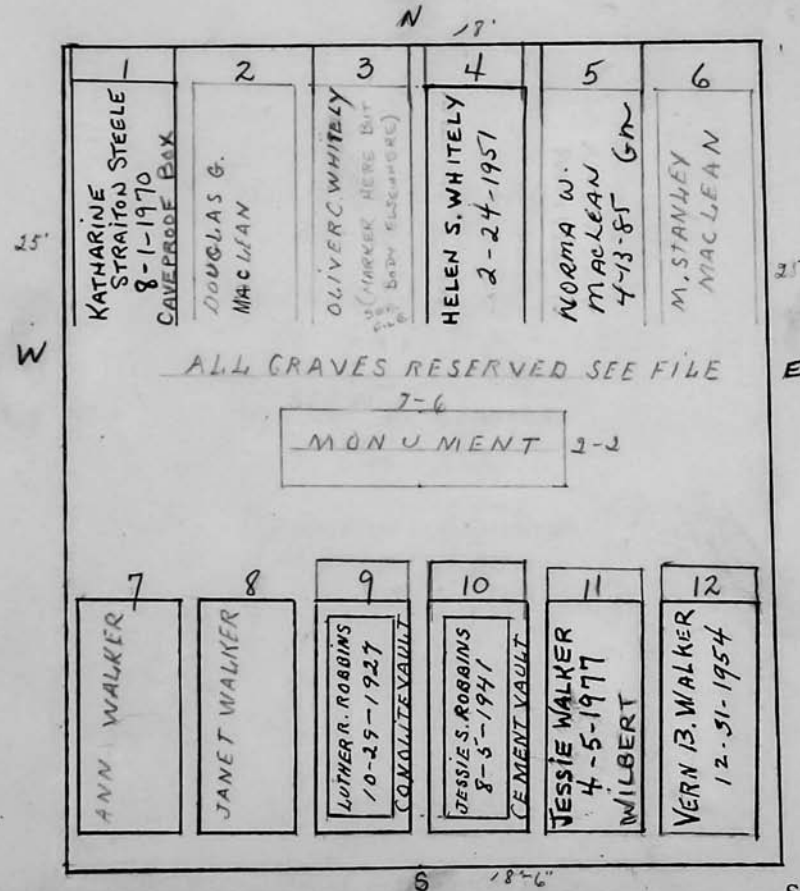 N 18'
1
KATHARINE
STRAITON STEELE
8-1-1970
CAVEPROOF BOX
2
DOUGLAS G.
MACLEAN
3
OLIVER C. WHITELY
(MARKER HERE BUT
BODY ELSEWHERE)
4
HELEN S. WHITELY
2-24-1951
5
NORMA W.
MACLEAN
4-13-85 Gm
6
M. STANLEY
MACLEAN
25'
25
W
E
ALL GRAVES RESERVED SEE FILE
7-6
MONUMENT 2-2
7
ANN WALKER
8
JANET WALKER
9
LUTHER R. ROBBINS
10-29-1927
CONOLITE VAULT
10
JESSIE S. ROBBINS
8-5-1941
CEMENT VAULT
11
JESSIE WALKER
4-5-1977
WILBERT
12
VERN B. WALKER
12-31-1954
S 18-6"